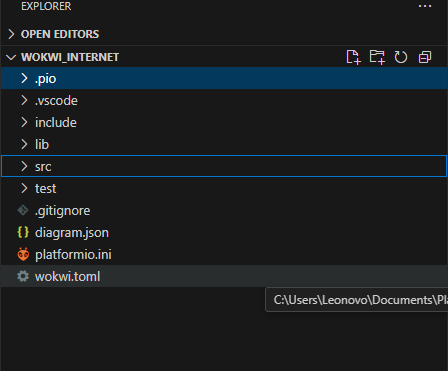 EXPLORER
OPEN EDITORS
WOKWI_INTERNET
.pio
.vscode
include
lib
src
test
.gitignore
diagram.json
platformio.ini
wokwi.toml
C:\Users\Leonovo\Documents\Pl